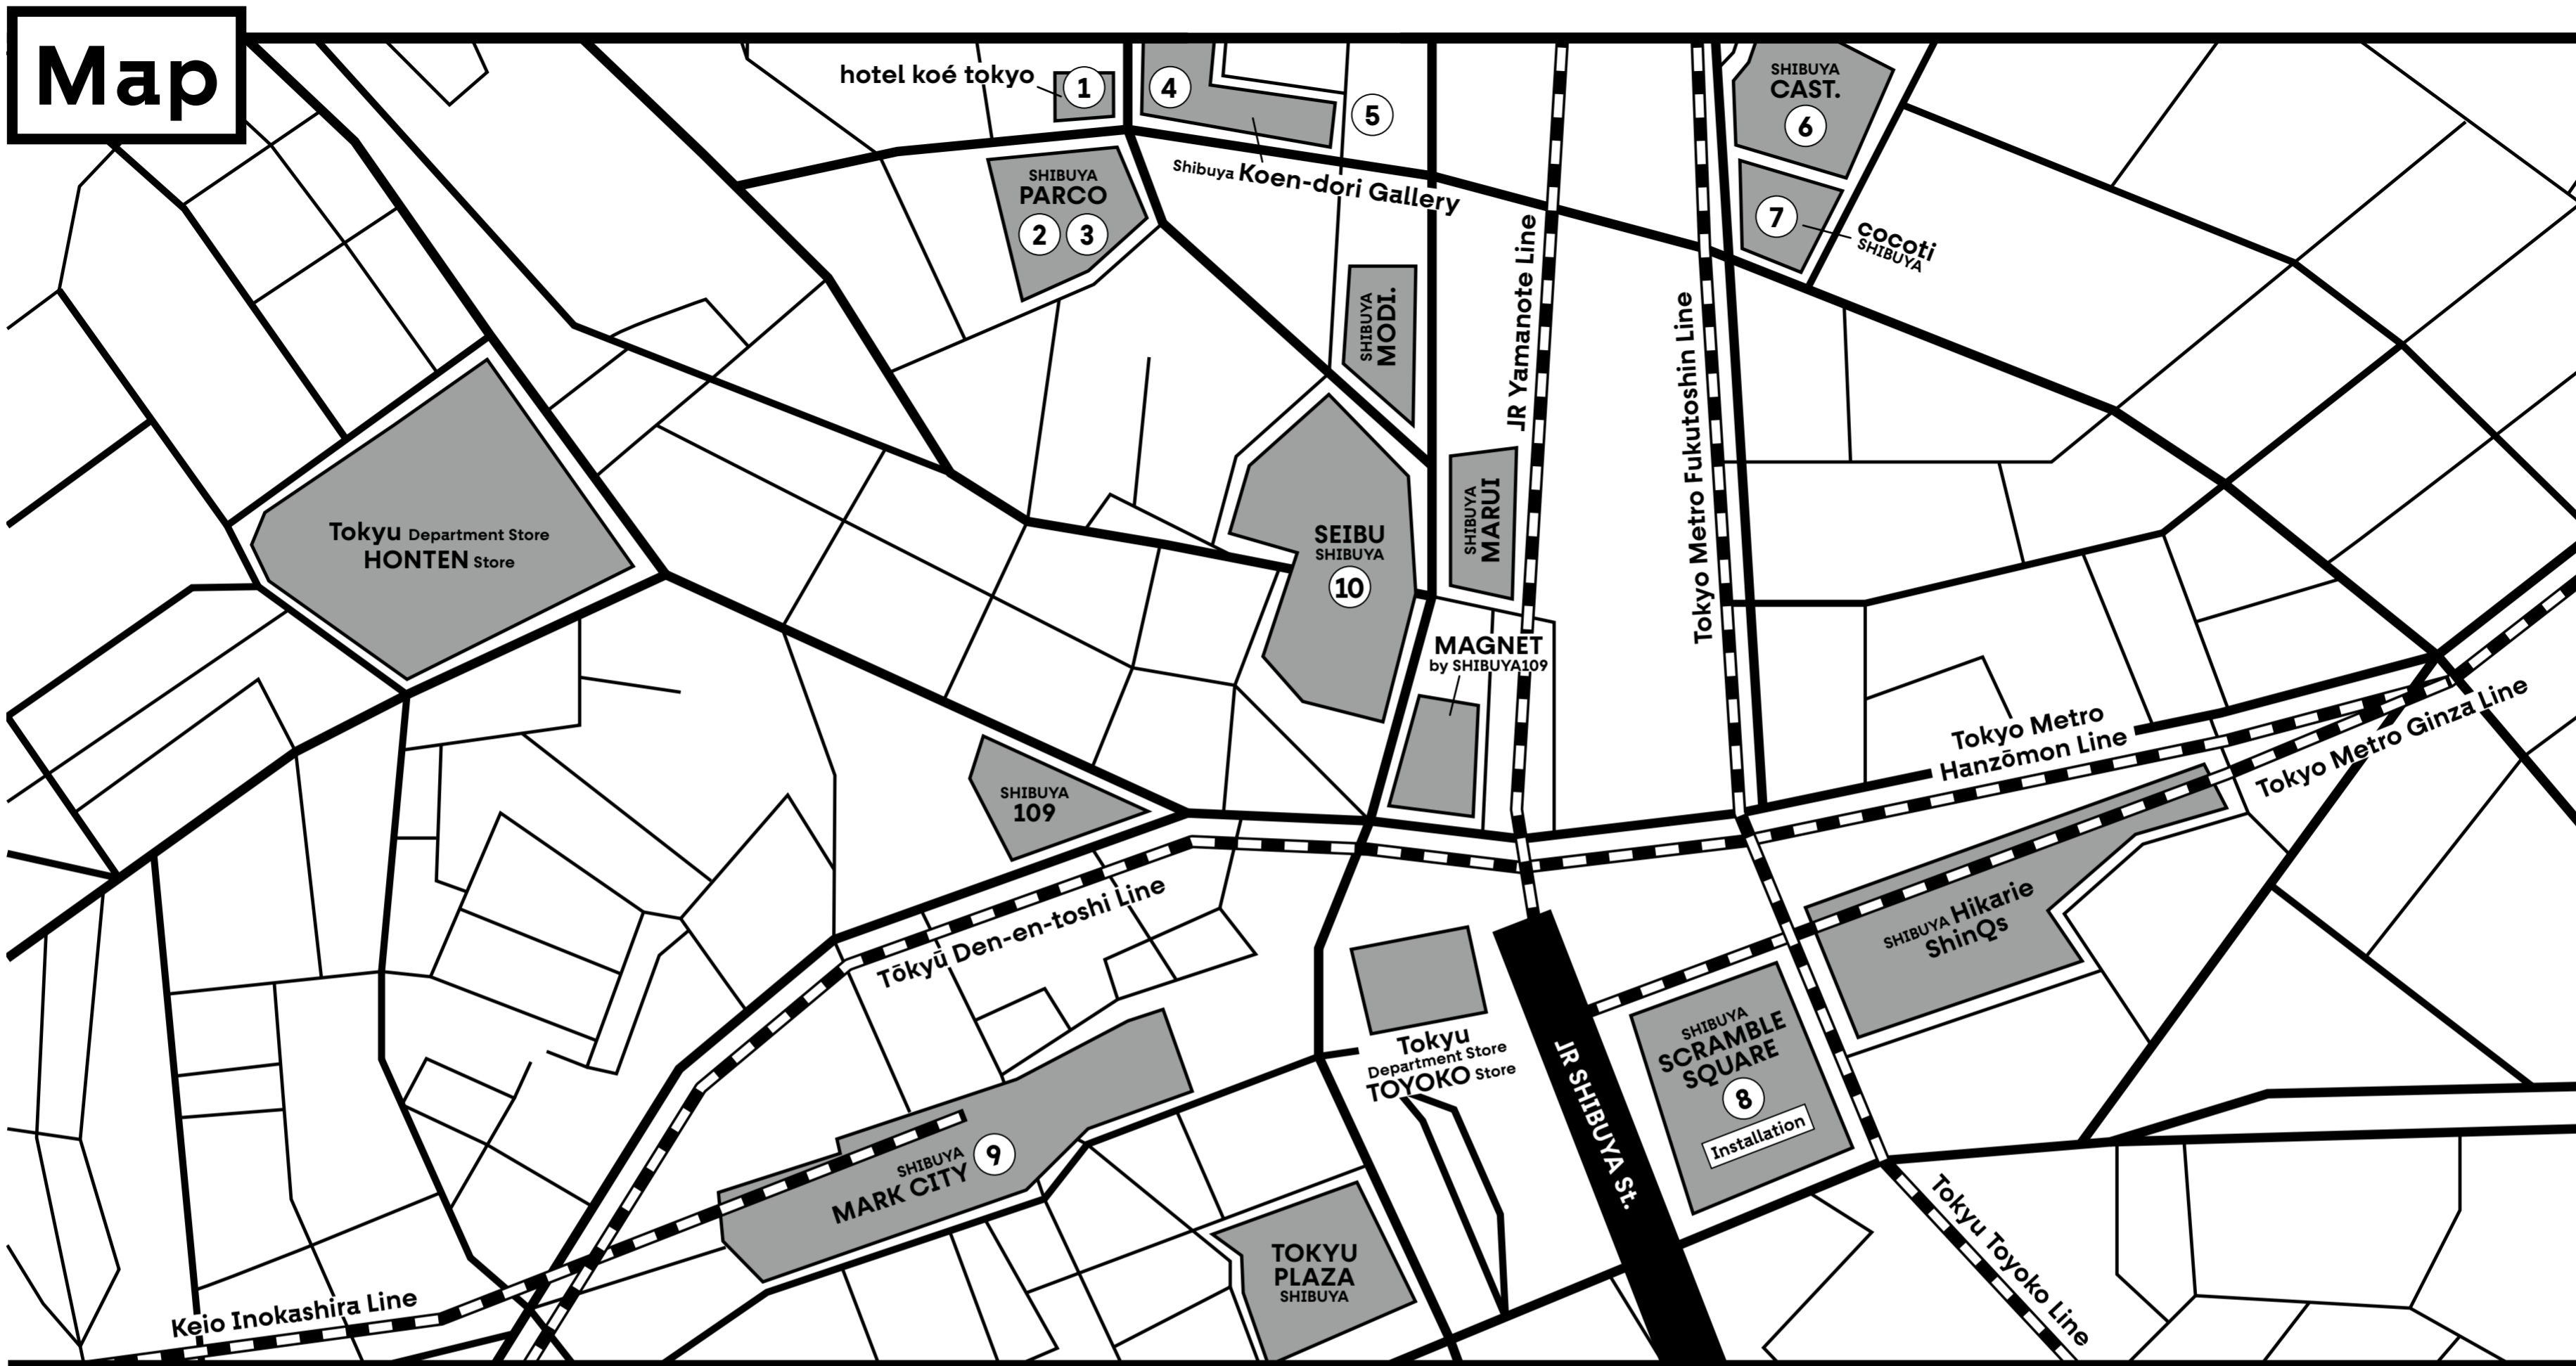 Map
hotel koé tokyo
1
4
5
SHIBUYA
CAST.
6
Shibuya Koen-dori Gallery
SHIBUYA
PARCO
2 3
7
cocoti
SHIBUYA
SHIBUYA
MODI.
JR Yamanote Line
Tokyo Metro Fukutoshin Line
Tokyu Department Store
HONTEN Store
SEIBU
SHIBUYA
10
SHIBUYA
MARUI
MAGNET
by SHIBUYA109
Tokyo Metro
Hanzōmon Line
Tokyo Metro Ginza Line
SHIBUYA
109
Tōkyū Den-en-toshi Line
SHIBUYA Hikarie
ShinQs
Tokyu
Department Store
TOYOKO Store
JR SHIBUYA St.
SHIBUYA
SCRAMBLE
SQUARE
8
Installation
SHIBUYA
MARK CITY
9
TOKYU
PLAZA
SHIBUYA
Keio Inokashira Line
Tokyu Toyoko Line